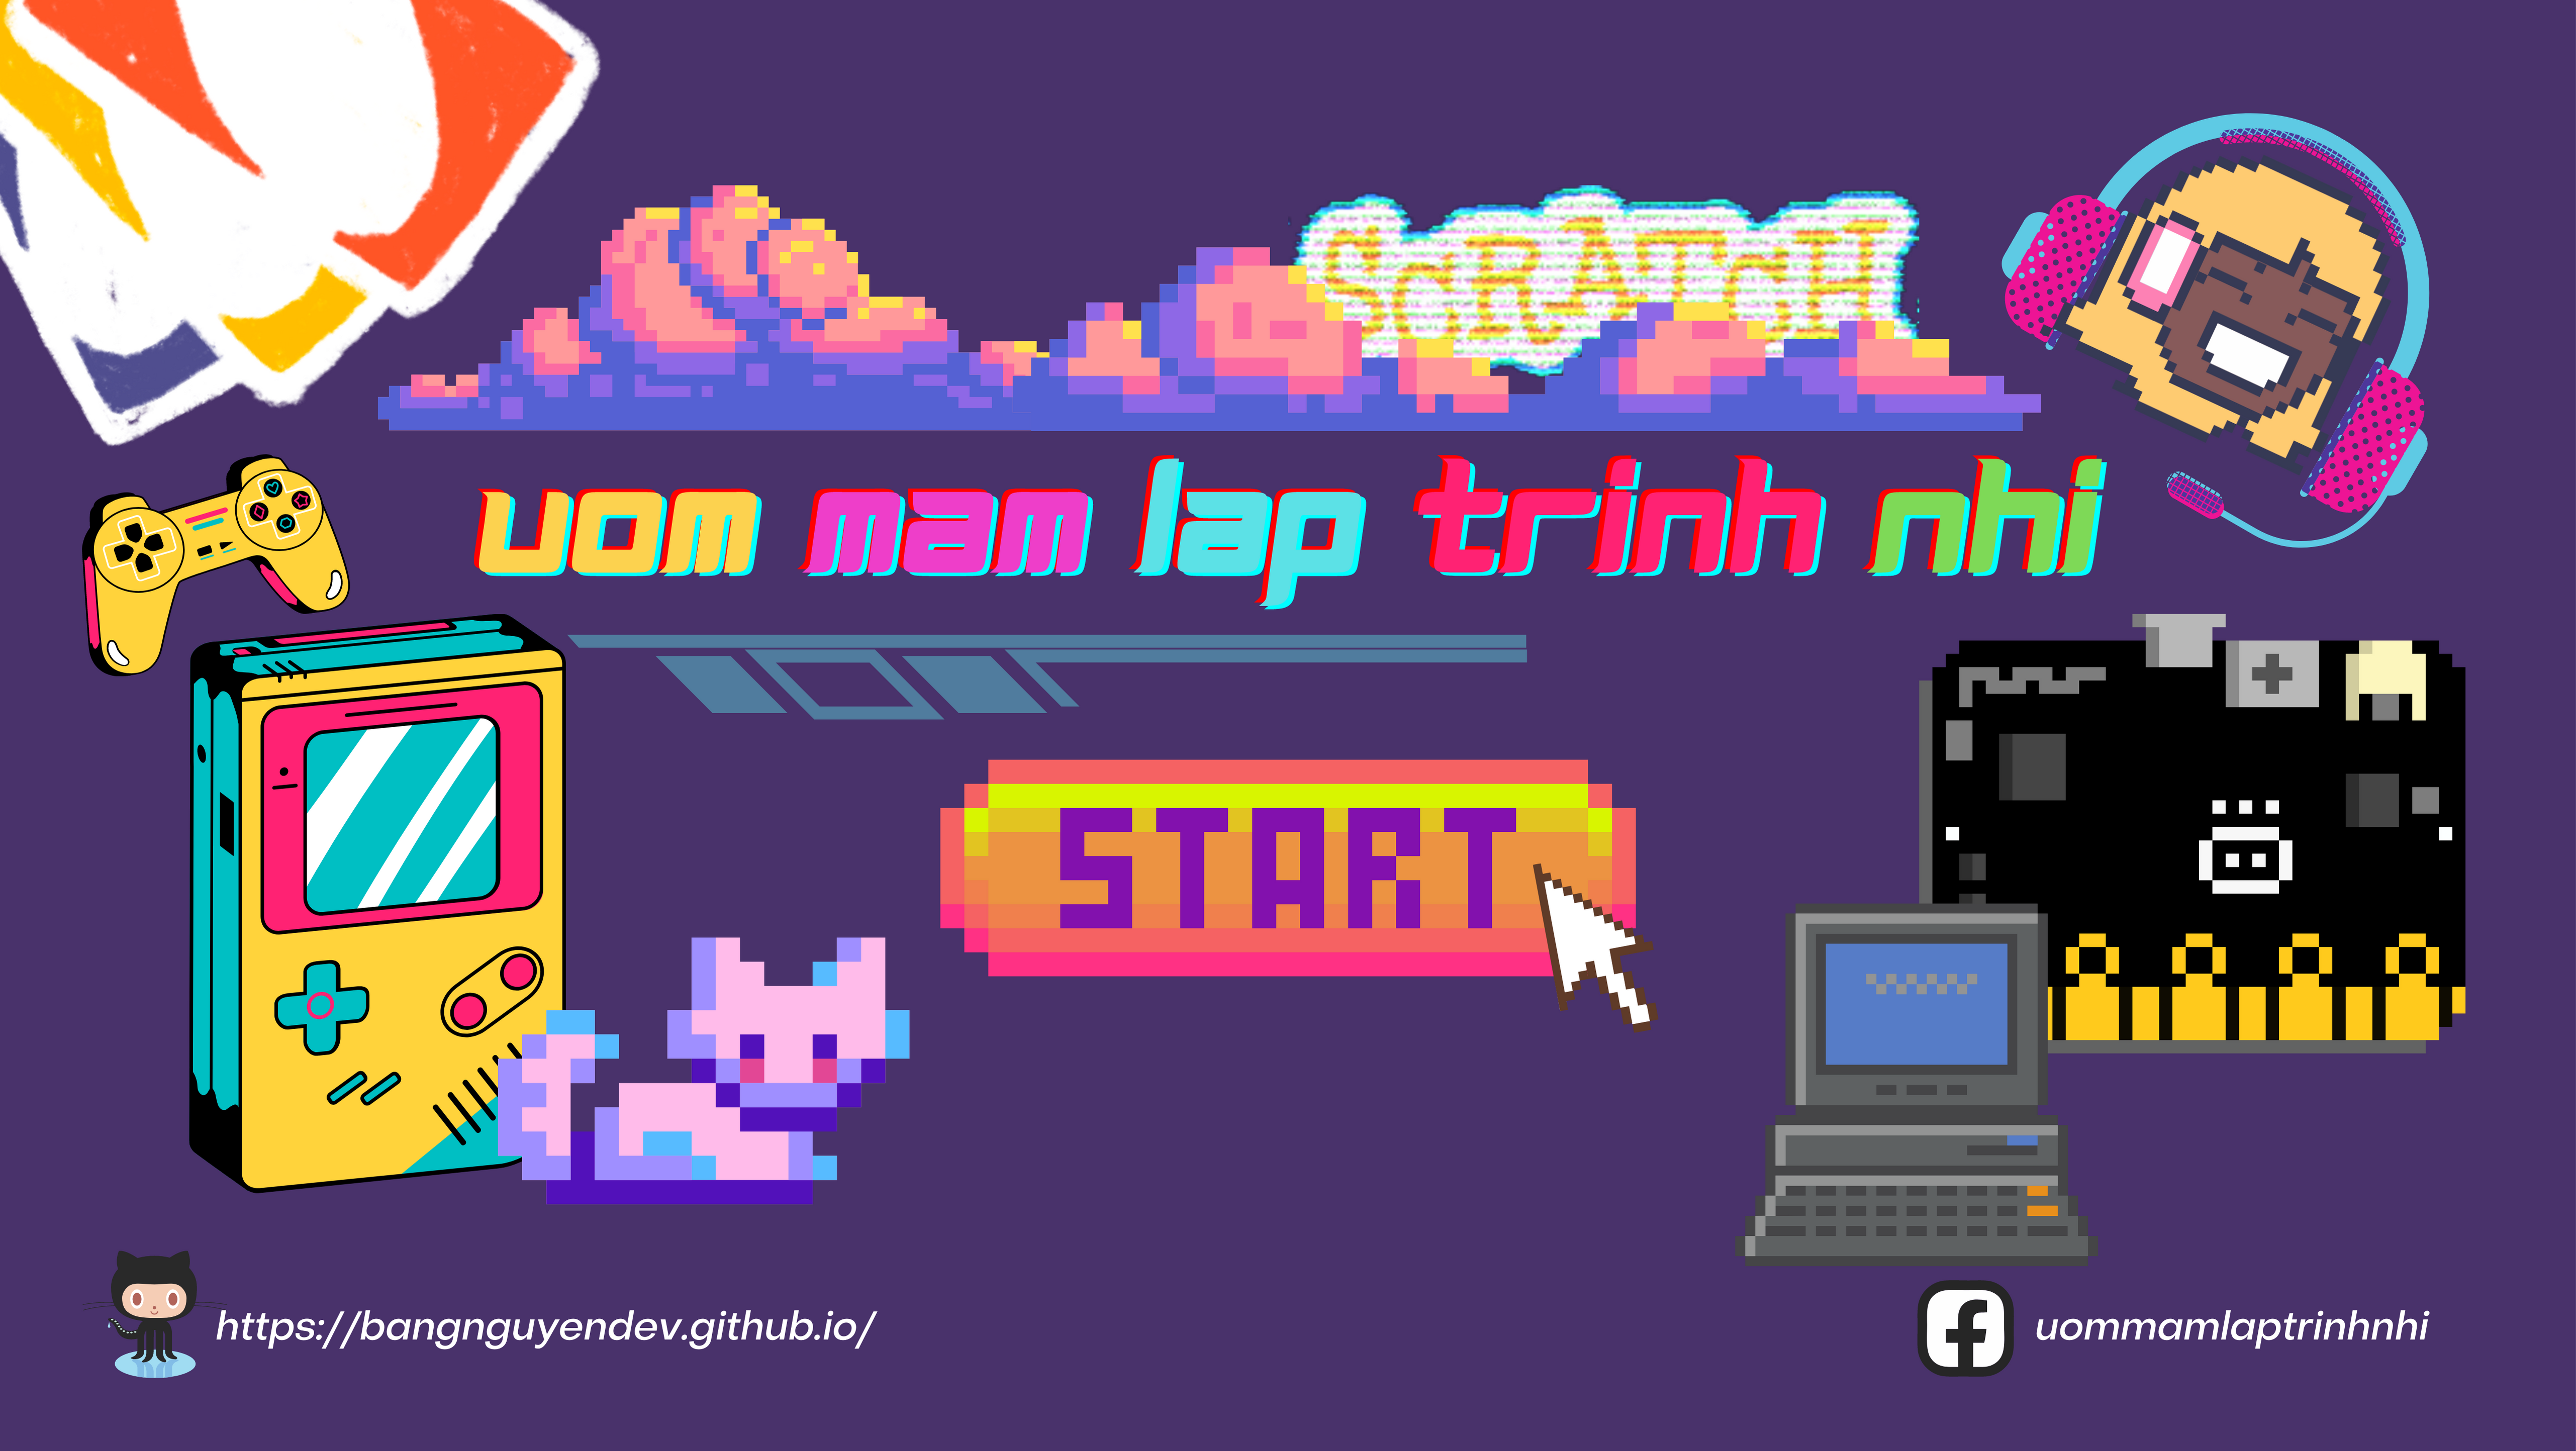 SCRATCH
uom mam lap trinh nhi
START
https://bangnguyendev.github.io/
uommamlaptrinhnhi